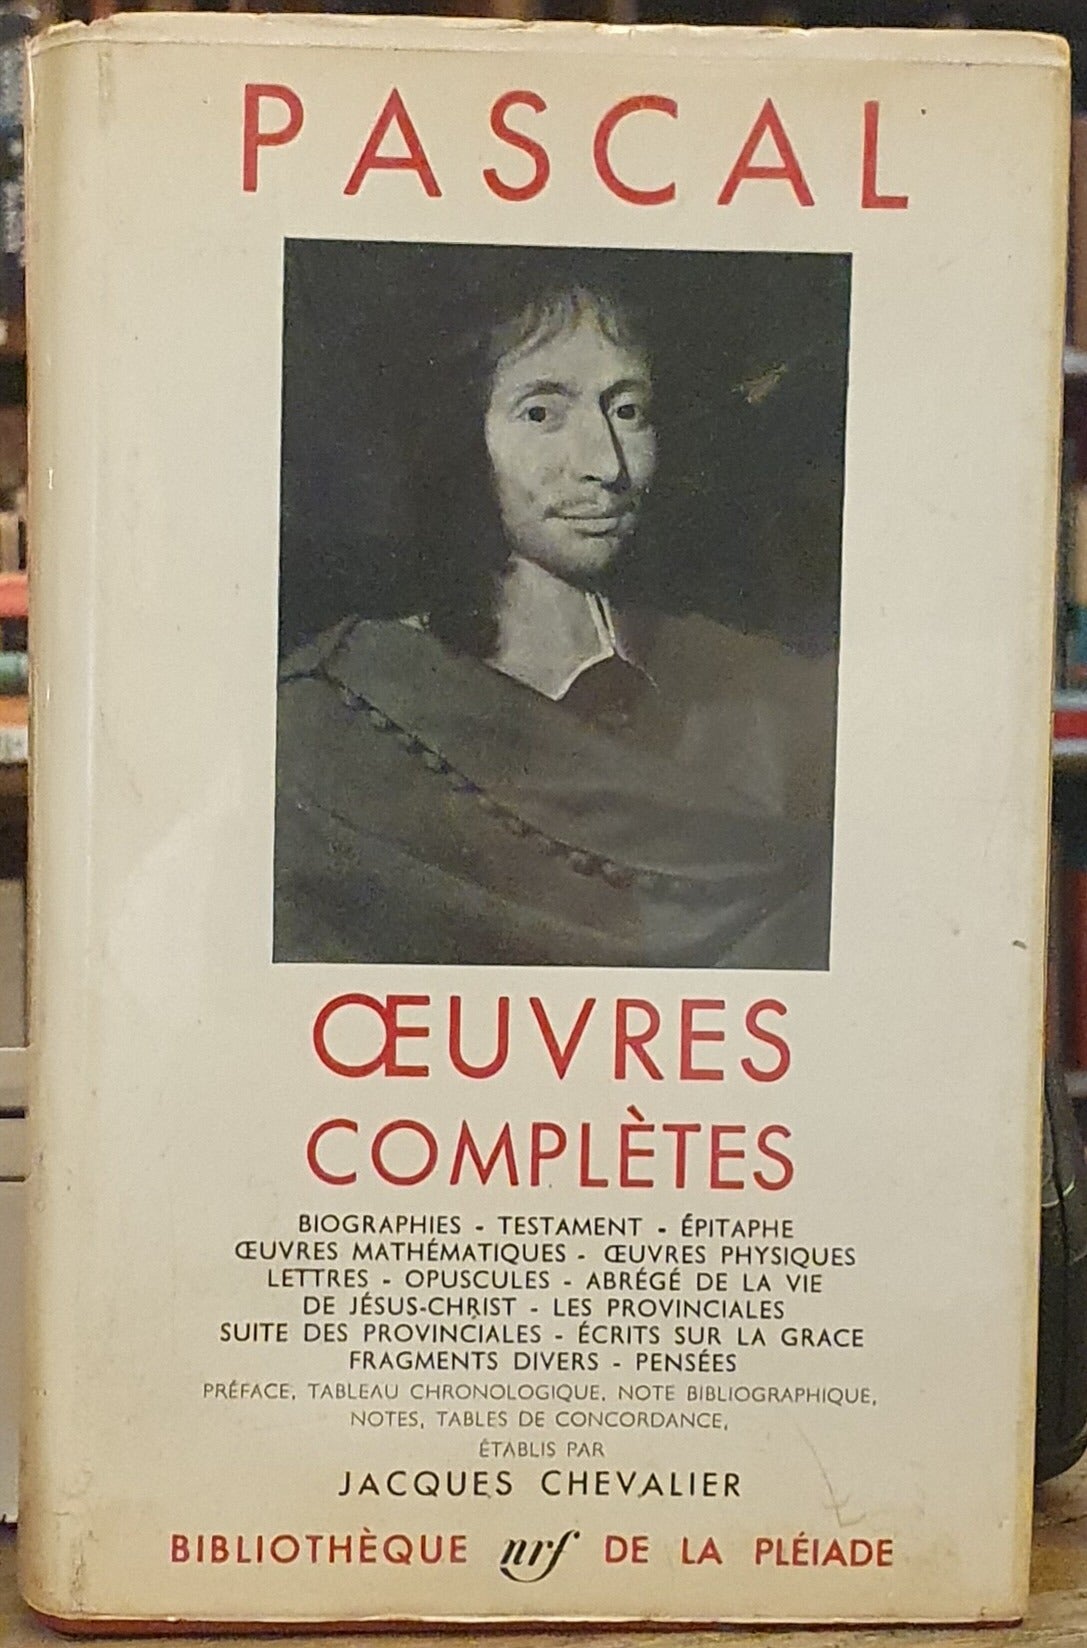 PASCAL
ŒUVRES
COMPLÈTES
BIOGRAPHIES - TESTAMENT - ÉPITAPHE
ŒUVRES MATHÉMATIQUES - ŒUVRES PHYSIQUES
LETTRES - OPUSCULES - ABRÉGÉ DE LA VIE
DE JÉSUS-CHRIST - LES PROVINCIALES
SUITE DES PROVINCIALES - ÉCRITS SUR LA GRACE
FRAGMENTS DIVERS - PENSÉES
PRÉFACE, TABLEAU CHRONOLOGIQUE, NOTE BIBLIOGRAPHIQUE,
NOTES, TABLES DE CONCORDANCE,
ÉTABLIS PAR
JACQUES CHEVALIER
BIBLIOTHÈQUE nrf DE LA PLÉIADE